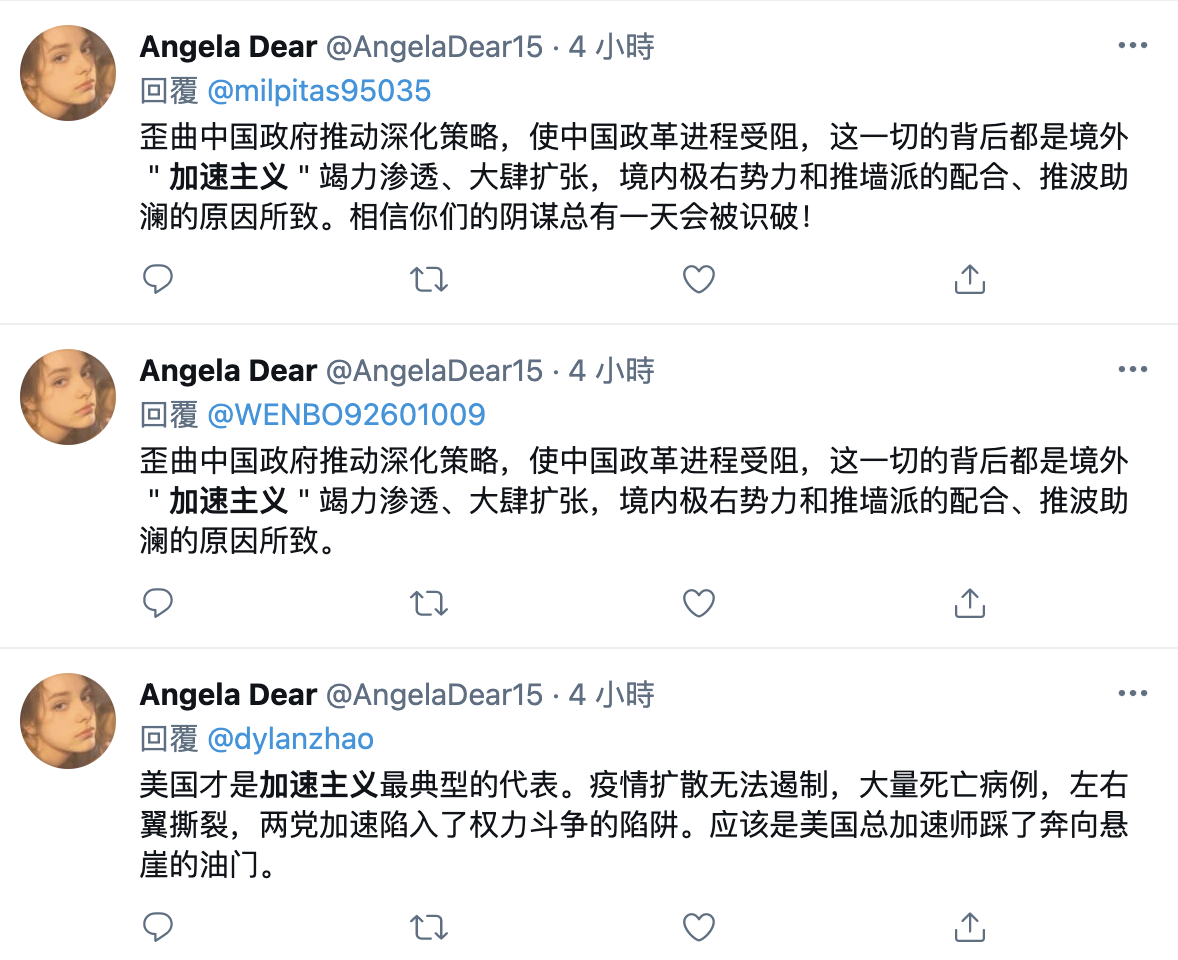 Angela Dear @AngelaDear15 · 4 小時
回覆 @milpitas95035
歪曲中国政府推动深化策略，使中国改革进程受阻，这一切的背后都是境外
＂加速主义＂竭力渗透、大肆扩张，境内极右势力和推墙派的配合、推波助
澜的原因所致。相信你们的阴谋总有一天会被识破！
Angela Dear @AngelaDear15 · 4 小時
回覆 @WENBO92601009
歪曲中国政府推动深化策略，使中国政革进程受阻，这一切的背后都是境外
＂加速主义＂竭力渗透、大肆扩张，境内极右势力和推墙派的配合、推波助
澜的原因所致。
Angela Dear @AngelaDear15 · 4 小時
回覆 @dylanzhao
美国才是加速主义最典型的代表。疫情扩散无法遏制，大量死亡病例，左右
翼撕裂，两党加速陷入了权力斗争的陷阱。应该是美国总加速师踩了奔向悬
崖的油门。